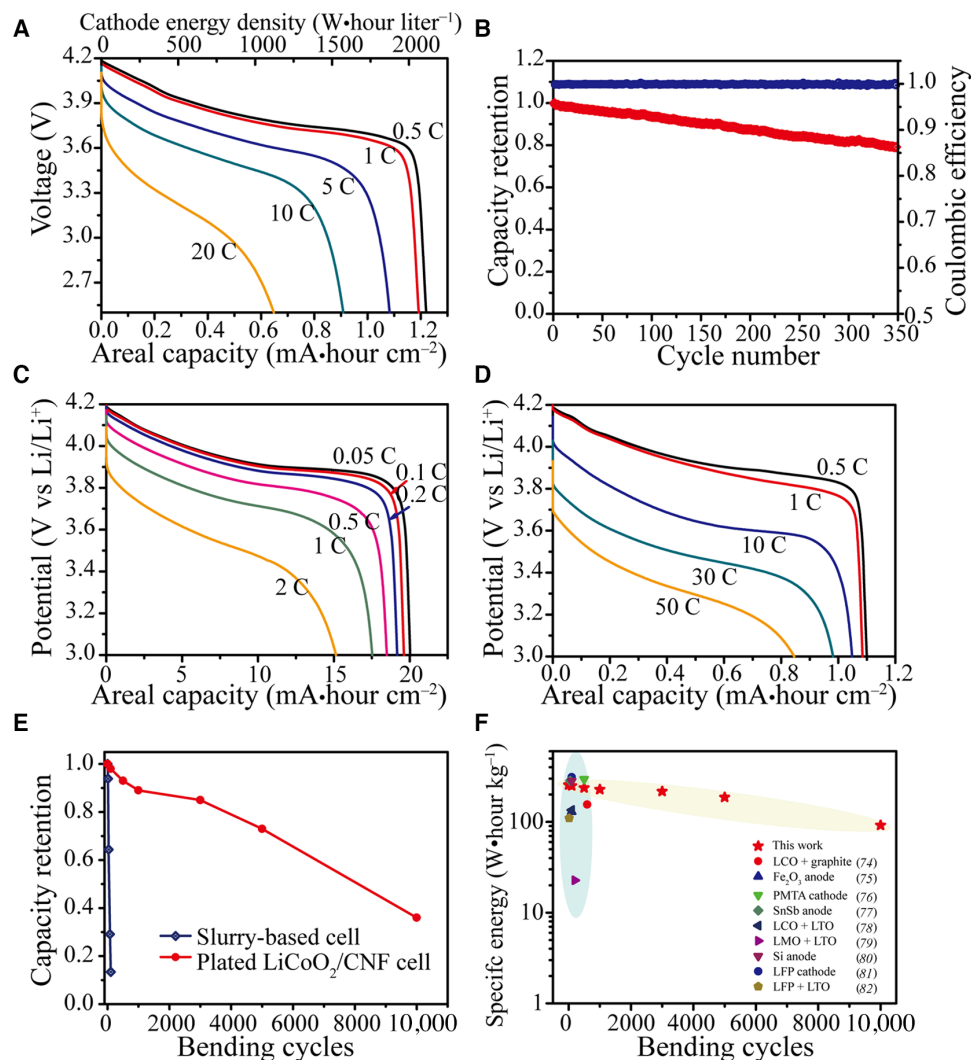 A
Cathode energy density (W•hour liter⁻¹)
0 500 1000 1500 2000
4.2
3.9
3.6
3.3
3.0
2.7
Voltage (V)
0.5 C
1 C
5 C
10 C
20 C
0.0 0.2 0.4 0.6 0.8 1.0 1.2
Areal capacity (mA•hour cm⁻²)
B
1.2
1.0
0.8
0.6
0.4
0.2
0.0
Capacity retention
1.0
0.9
0.8
0.7
0.6
0.5
Coulombic efficiency
0 50 100 150 200 250 300 350
Cycle number
C
4.2
4.0
3.8
3.6
3.4
3.2
3.0
Potential (V vs Li/Li⁺)
0.05 C
0.1 C
0.2 C
0.5 C
1 C
2 C
0 5 10 15 20
Areal capacity (mA•hour cm⁻²)
D
4.2
4.0
3.8
3.6
3.4
3.2
3.0
Potential (V vs Li/Li⁺)
0.5 C
1 C
10 C
30 C
50 C
0.0 0.2 0.4 0.6 0.8 1.0 1.2
Areal capacity (mA•hour cm⁻²)
E
1.0
0.8
0.6
0.4
0.2
0.0
Capacity retention
Slurry-based cell
Plated LiCoO₂/CNF cell
0 2000 4000 6000 8000 10,000
Bending cycles
F
100
10
1
Specifc energy (W•hour kg⁻¹)
This work
LCO + graphite (74)
Fe₂O₃ anode (75)
PMTA cathode (76)
SnSb anode (77)
LCO + LTO (78)
LMO + LTO (79)
Si anode (80)
LFP cathode (81)
LFP + LTO (82)
0 2000 4000 6000 8000 10,000
Bending cycles